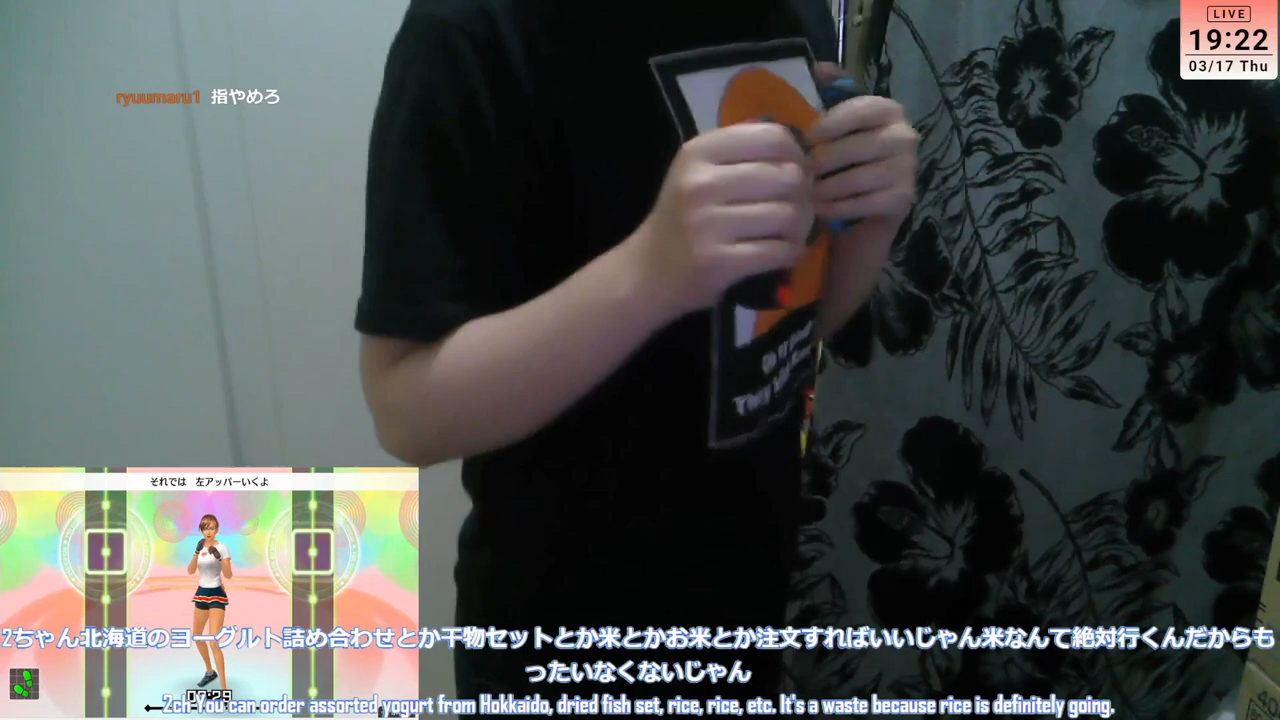 LIVE
19:22
03/17 Thu
ryuumaru1 指やめろ
それでは 左アッパーいくよ
2ちゃん北海道のヨーグルト詰め合わせとか干物セットとか米とかお米とか注文すればいいじゃん米なんて絶対行くんだからも
ったいなくないじゃん
00:29
2ch You can order assorted yogurt from Hokkaido, dried fish set, rice, rice, etc. It's a waste because rice is definitely going.